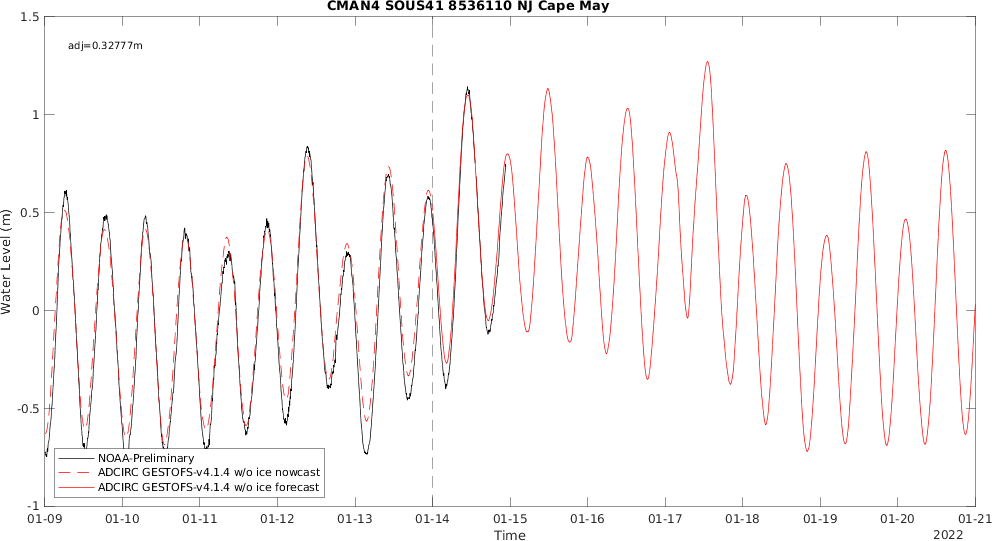 CMAN4 SOUS41 8536110 NJ Cape May
1.5
adj=0.32777m
1
0.5
Water Level (m)
0
-0.5
NOAA-Preliminary
ADCIRC GESTOFS-v4.1.4 w/o ice nowcast
ADCIRC GESTOFS-v4.1.4 w/o ice forecast
-1
01-09 01-10 01-11 01-12 01-13 01-14 01-15 01-16 01-17 01-18 01-19 01-20 01-21
Time 2022